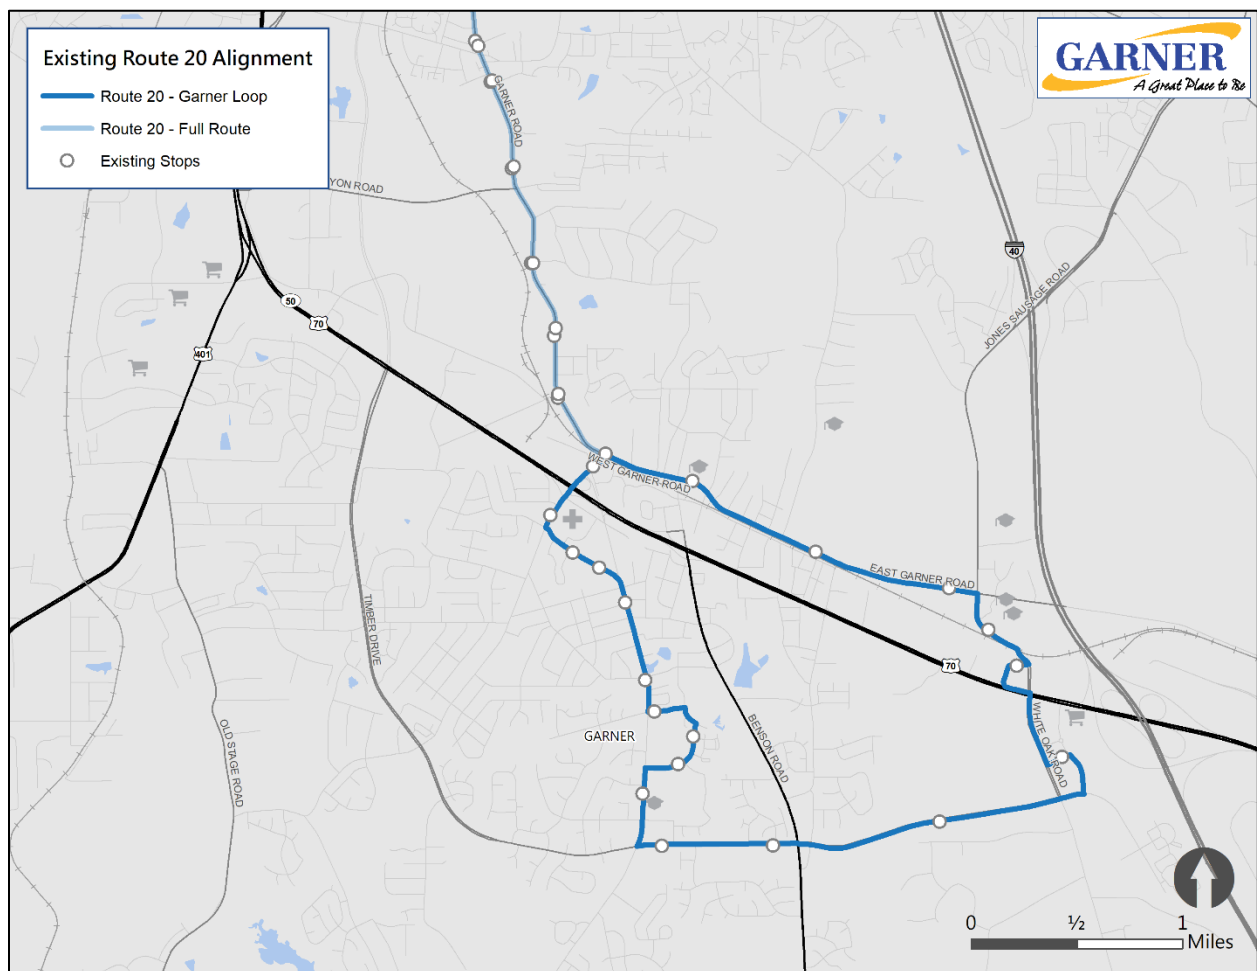 Existing Route 20 Alignment
Route 20 - Garner Loop
Route 20 - Full Route
Existing Stops
GARNER
A Great Place to Be
GARNER ROAD
YON ROAD
40
50
70
JONES SAUSAGE ROAD
401
WEST GARNER ROAD
EAST GARNER ROAD
TIMBER DRIVE
70
OLD STAGE ROAD
GARNER
BENSON ROAD
WHITE OAK ROAD
0 ½ 1
Miles